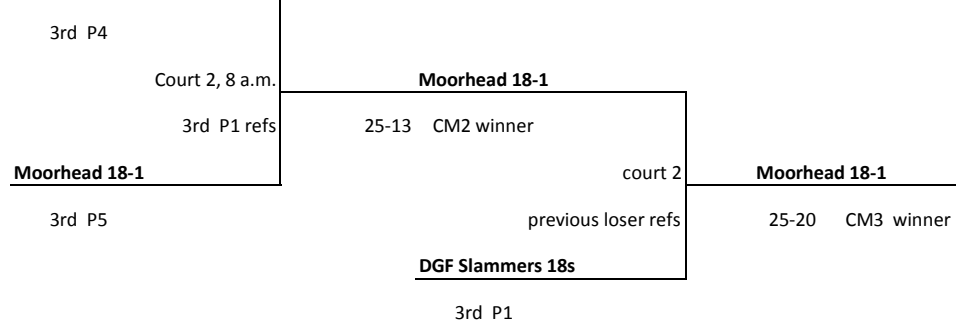 3rd P4
Court 2, 8 a.m.
Moorhead 18-1
3rd P1 refs
25-13 CM2 winner
Moorhead 18-1
court 2
Moorhead 18-1
3rd P5
previous loser refs
25-20 CM3 winner
DGF Slammers 18s
3rd P1